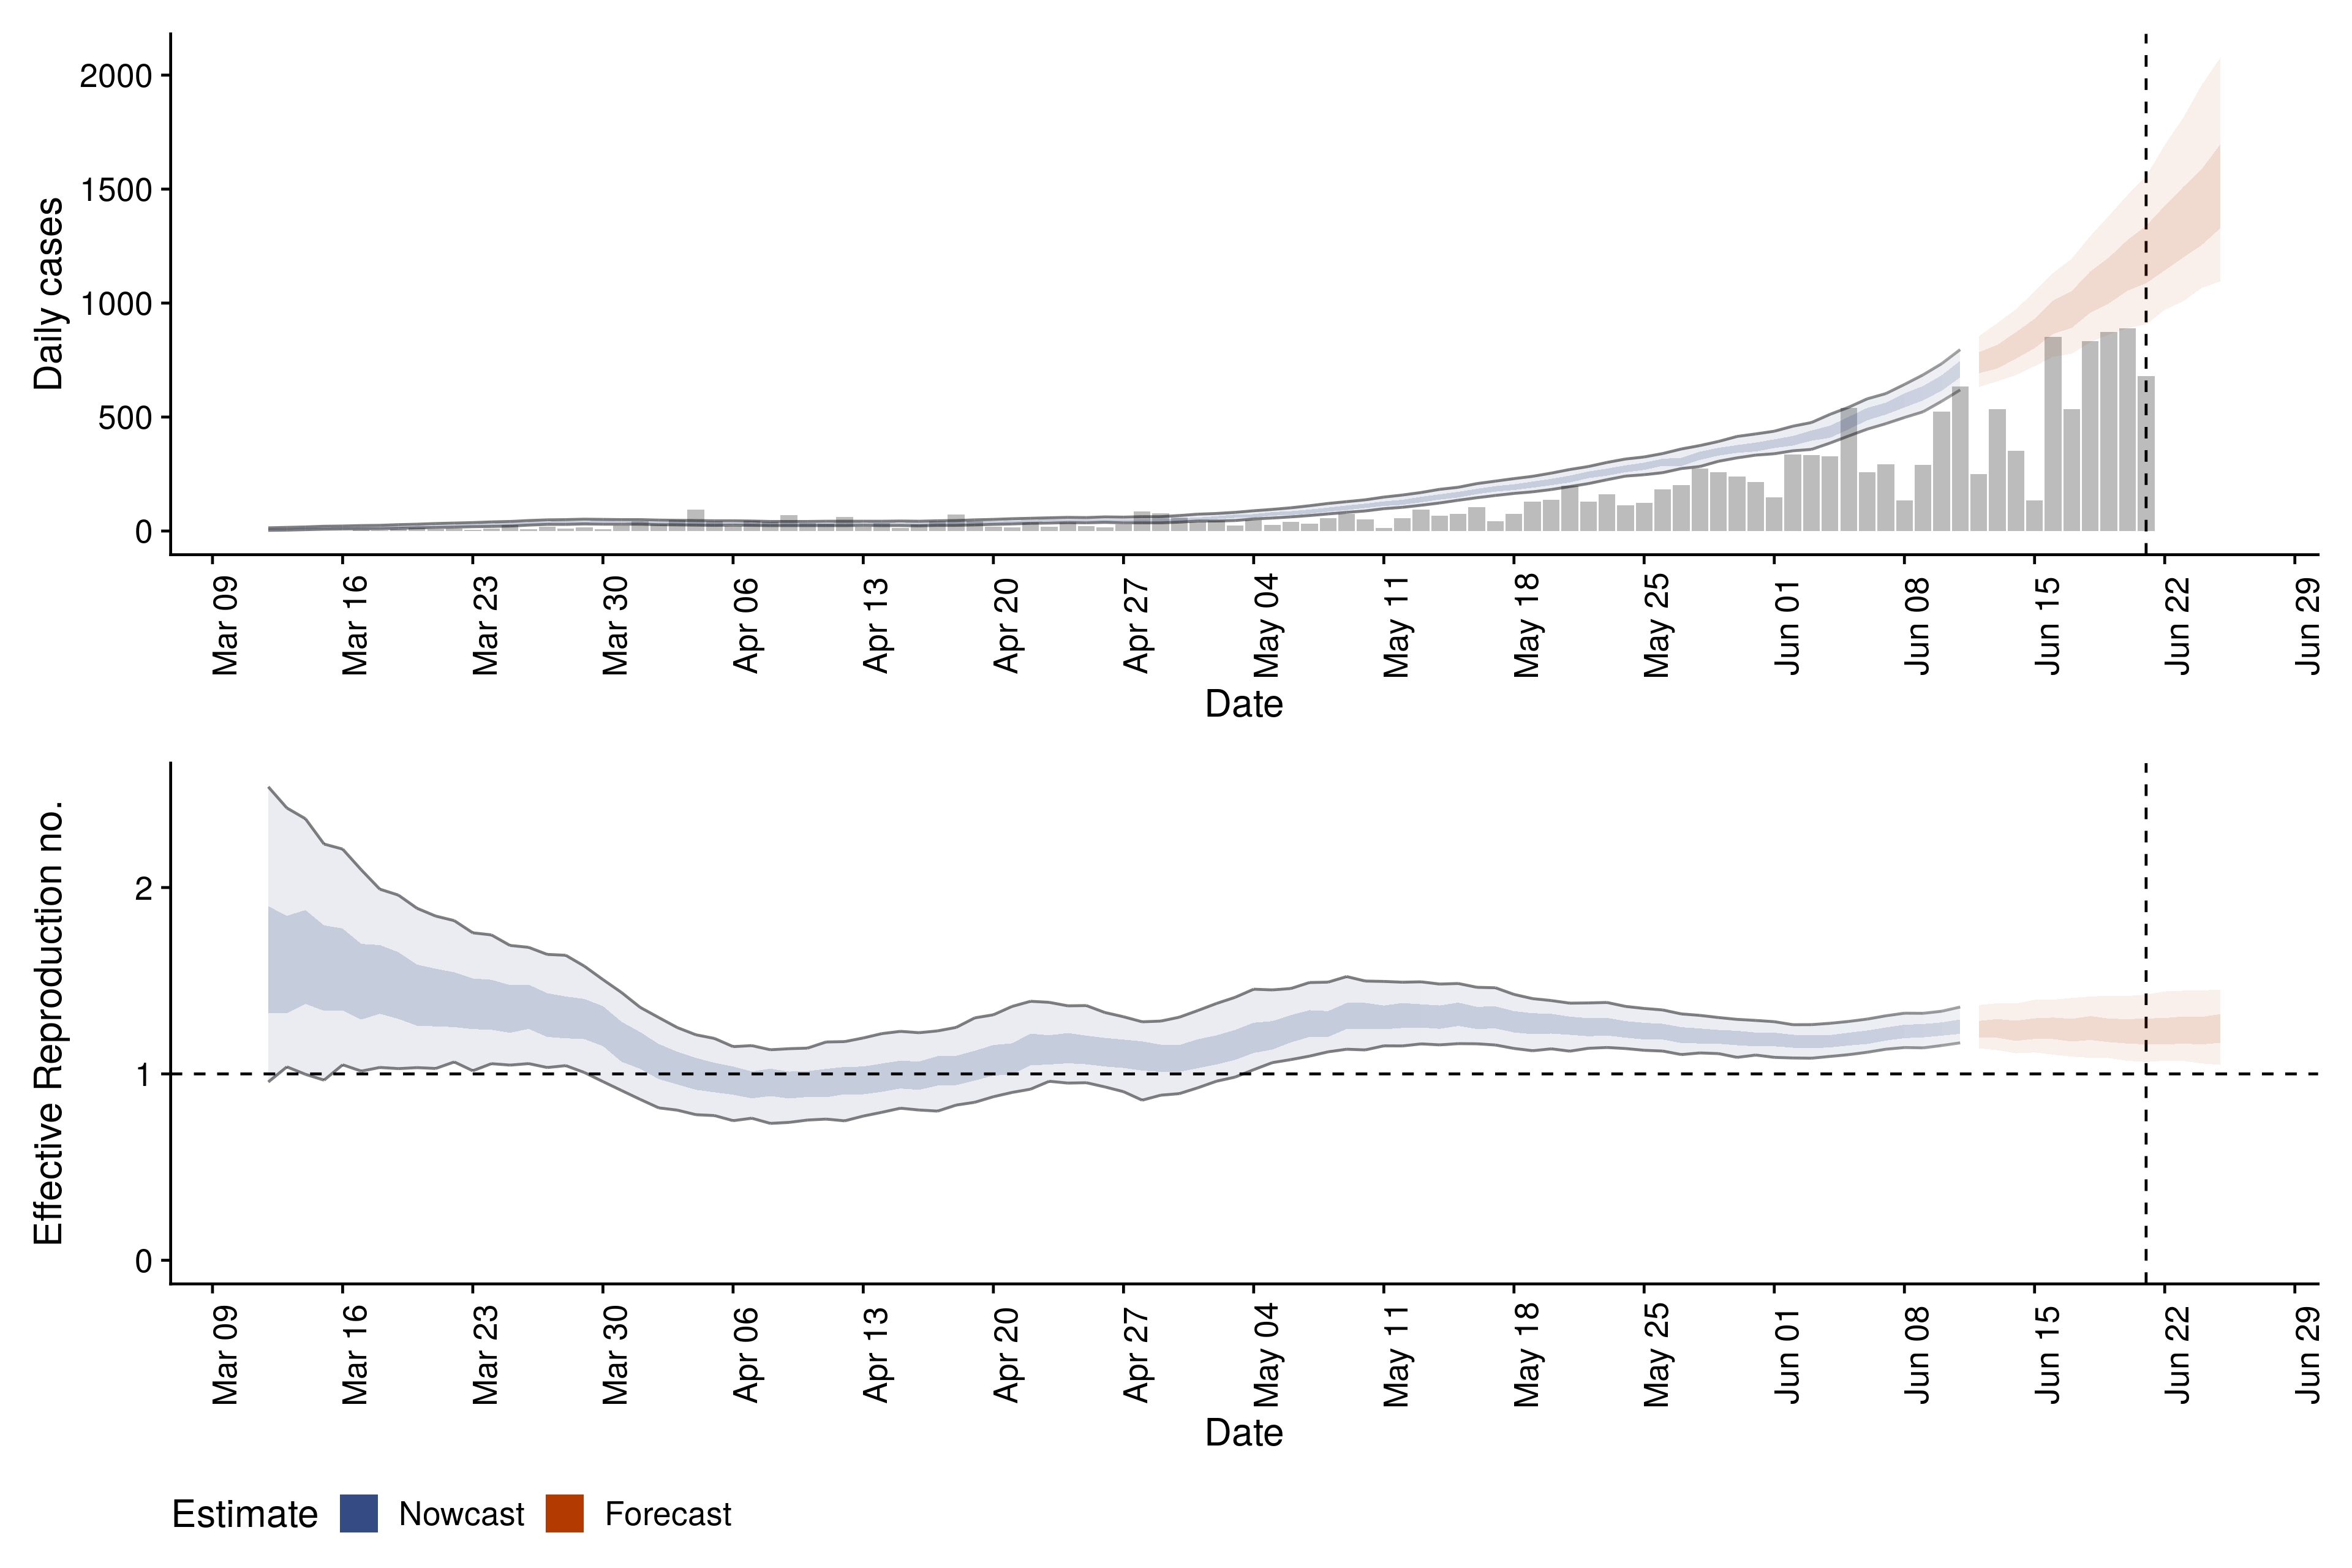 Daily cases
2000
1500
1000
500
0
Mar 09
Mar 16
Mar 23
Mar 30
Apr 06
Apr 13
Apr 20
Apr 27
May 04
May 11
May 18
May 25
Jun 01
Jun 08
Jun 15
Jun 22
Jun 29
Date
Effective Reproduction no.
2
1
0
Mar 09
Mar 16
Mar 23
Mar 30
Apr 06
Apr 13
Apr 20
Apr 27
May 04
May 11
May 18
May 25
Jun 01
Jun 08
Jun 15
Jun 22
Jun 29
Date
Estimate Nowcast Forecast